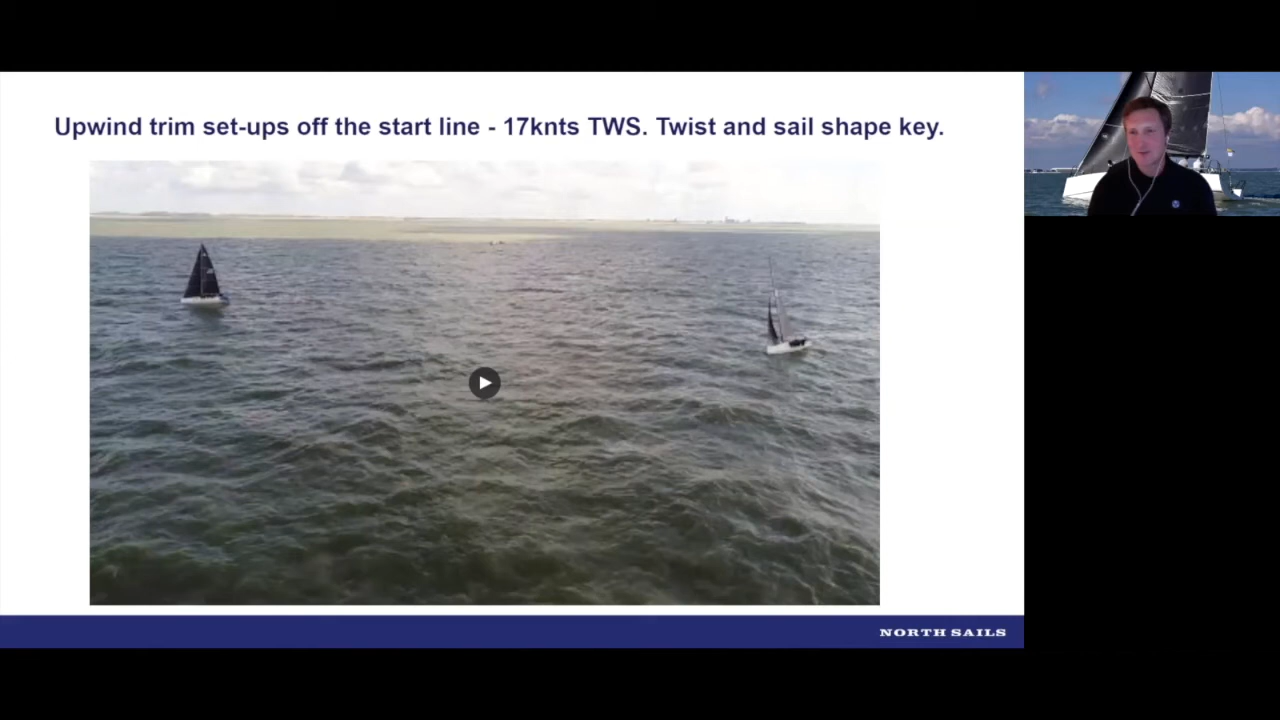 Upwind trim set-ups off the start line - 17knts TWS. Twist and sail shape key.
NORTH SAILS